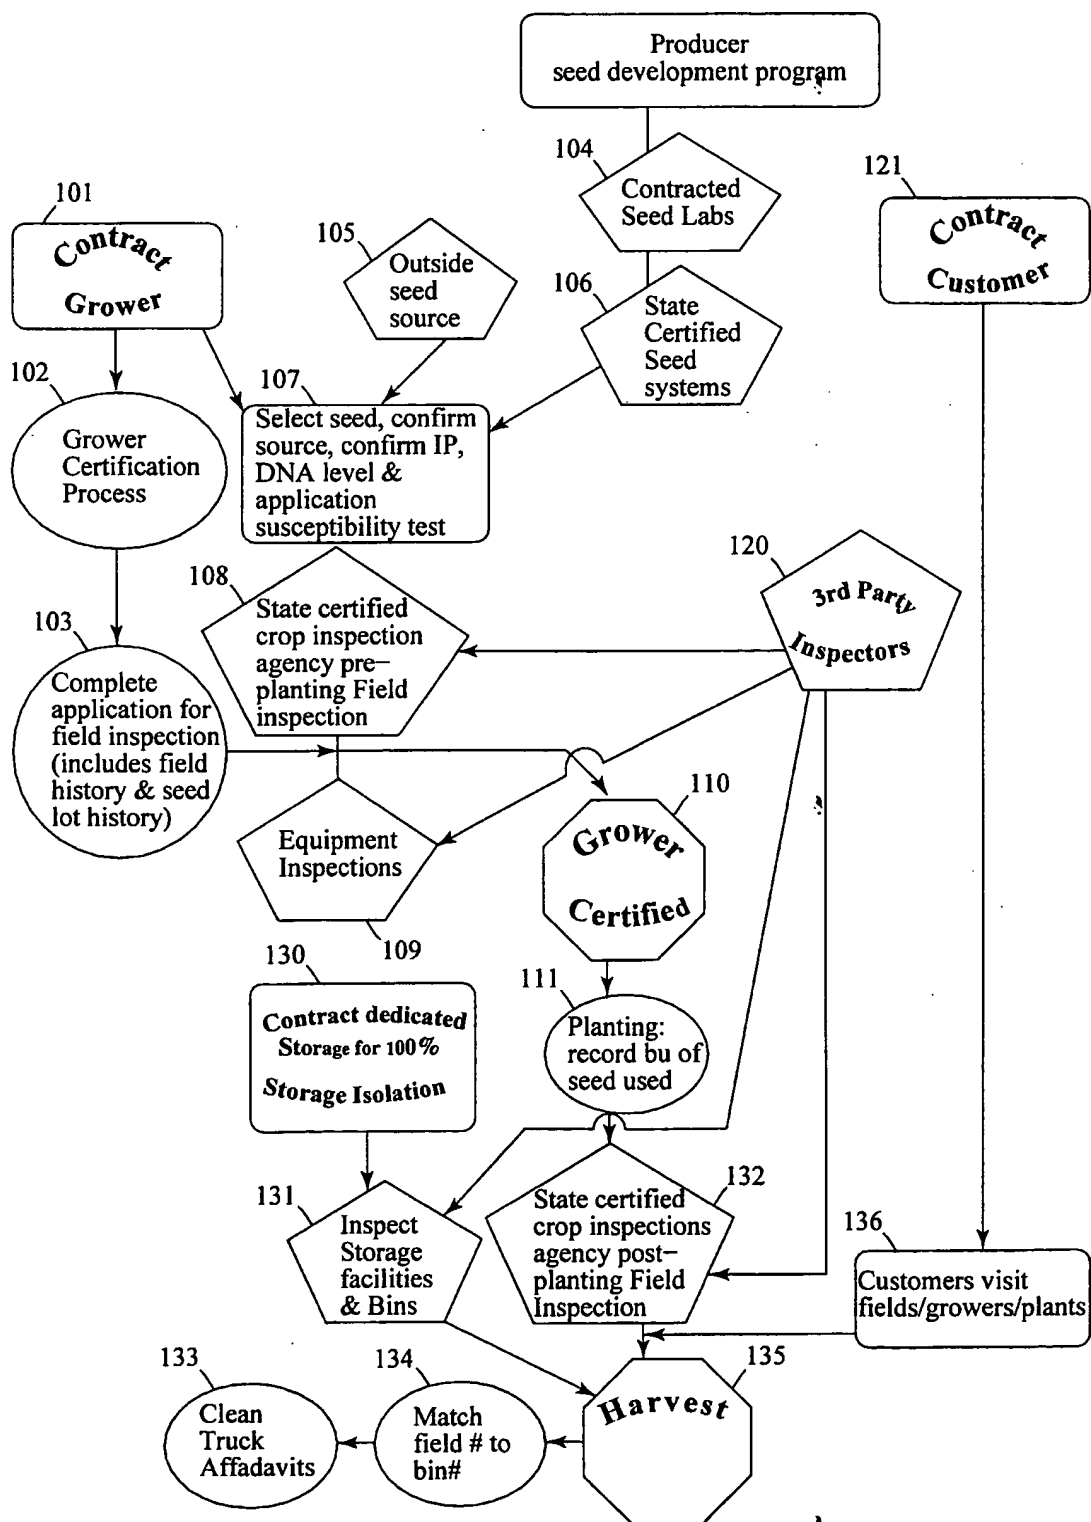 Producer
seed development program
104
Contracted
Seed Labs
121
Contract
Customer
101
Contract
Grower
105
Outside
seed
source
106
State
Certified
Seed
systems
102
Grower
Certification
Process
107
Select seed, confirm
source, confirm IP,
DNA level &
application
susceptibility test
108
State certified
crop inspection
agency pre-
planting Field
inspection
120
3rd Party
Inspectors
103
Complete
application for
field inspection
(includes field
history & seed
lot history)
Equipment
Inspections
109
110
Grower
Certified
130
Contract dedicated
Storage for 100%
Storage Isolation
111
Planting:
record bu of
seed used
131
Inspect
Storage
facilities
& Bins
132
State certified
crop inspections
agency post-
planting Field
Inspection
136
Customers visit
fields/growers/plants
133
Clean
Truck
Affadavits
134
Match
field # to
bin#
135
Harvest